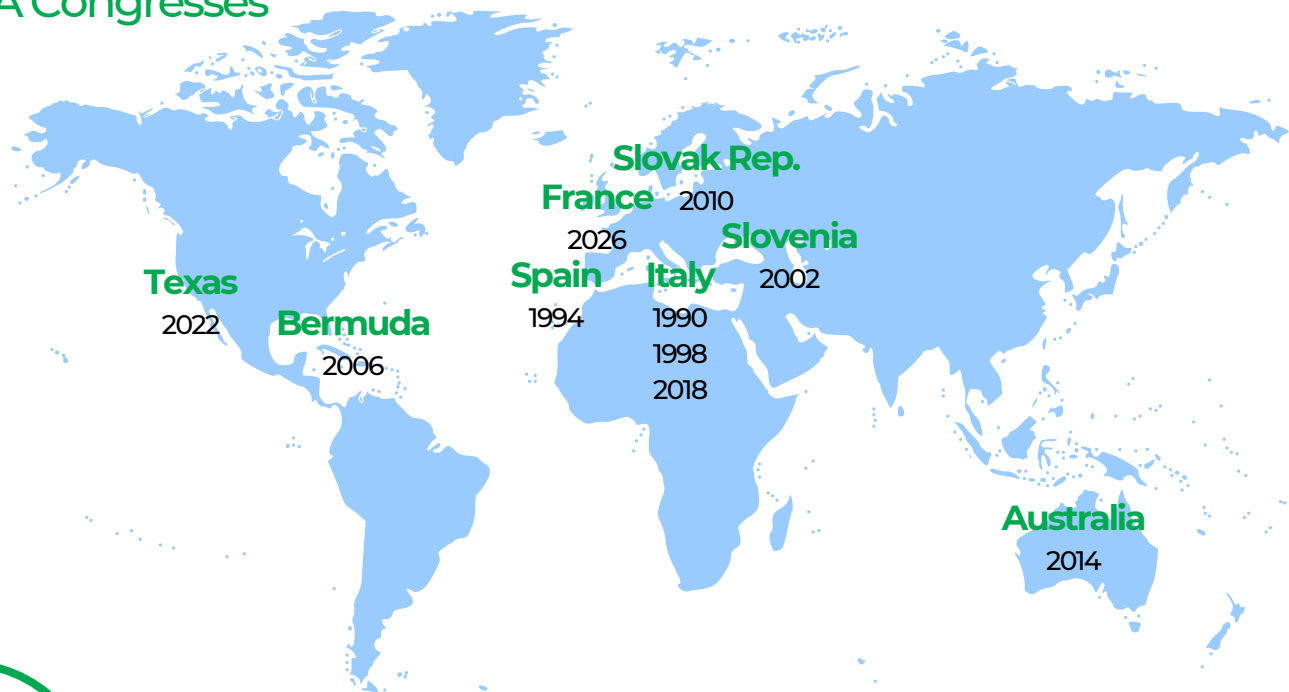 A Congresses
Slovak Rep.
2010
France
2026
Slovenia
2002
Spain
1994
Italy
1990
1998
2018
Texas
2022
Bermuda
2006
Australia
2014